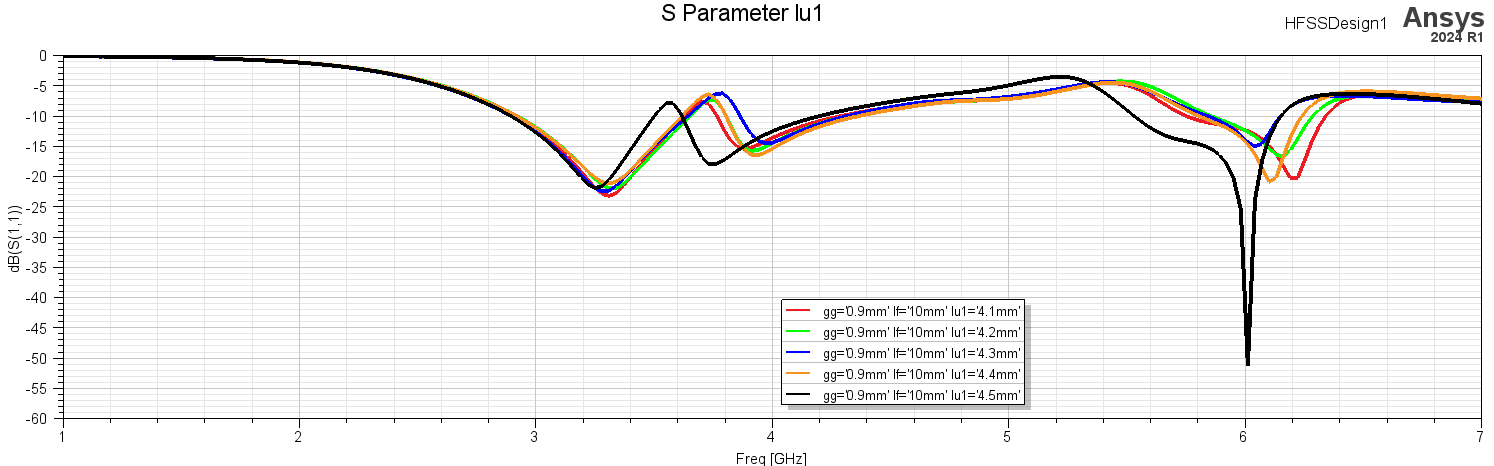 S Parameter lu1
HFSSDesign1
Ansys
2024 R1
0
-5
-10
-15
-20
-25
-30
-35
-40
-45
-50
-55
-60
dB(S(1,1))
gg='0.9mm' lf='10mm' lu1='4.1mm'
gg='0.9mm' lf='10mm' lu1='4.2mm'
gg='0.9mm' lf='10mm' lu1='4.3mm'
gg='0.9mm' lf='10mm' lu1='4.4mm'
gg='0.9mm' lf='10mm' lu1='4.5mm'
1 2 3 4 5 6 7
Freq [GHz]